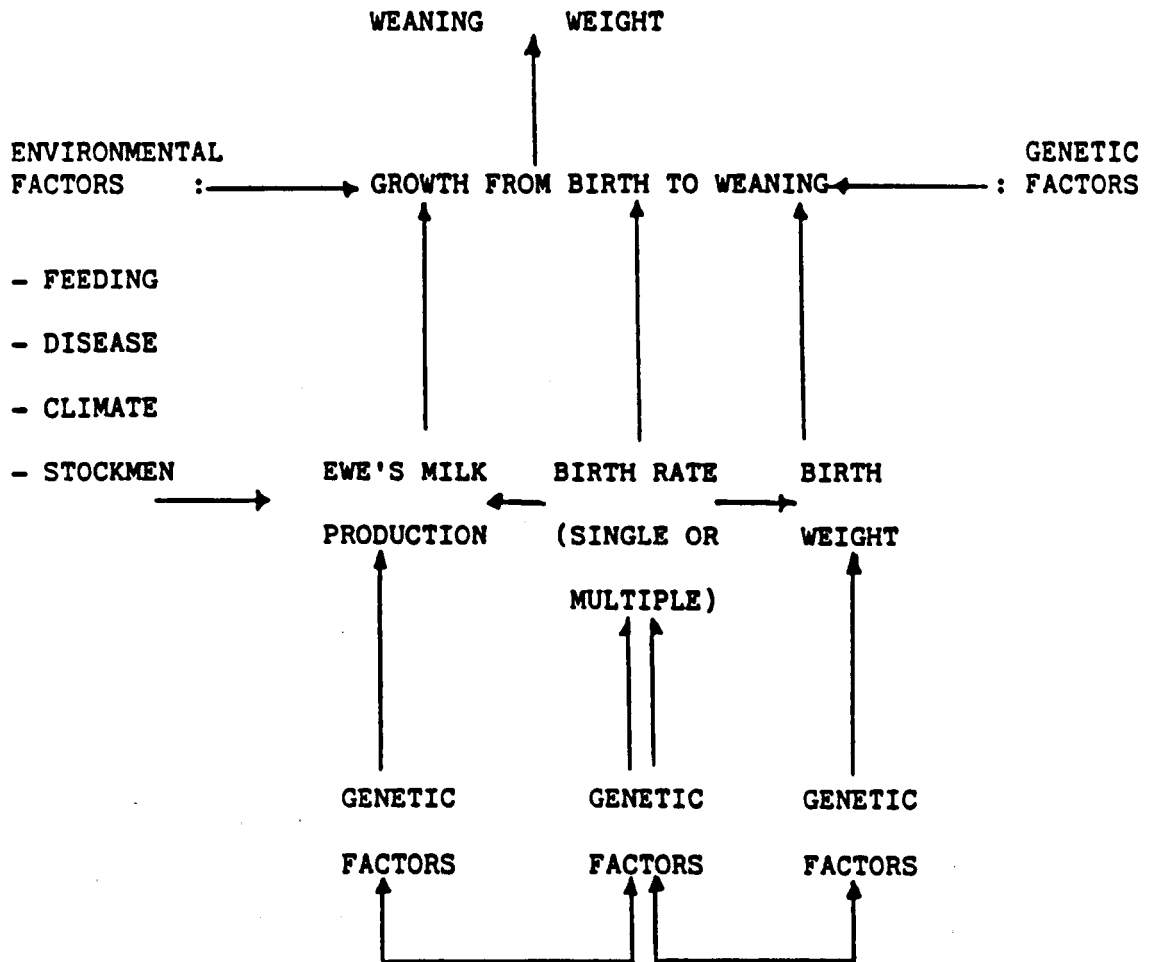 WEANING WEIGHT
ENVIRONMENTAL
FACTORS :
GROWTH FROM BIRTH TO WEANING
GENETIC
: FACTORS
- FEEDING
- DISEASE
- CLIMATE
- STOCKMEN
EWE'S MILK
PRODUCTION
BIRTH RATE
(SINGLE OR
MULTIPLE)
BIRTH
WEIGHT
GENETIC
FACTORS
GENETIC
FACTORS
GENETIC
FACTORS